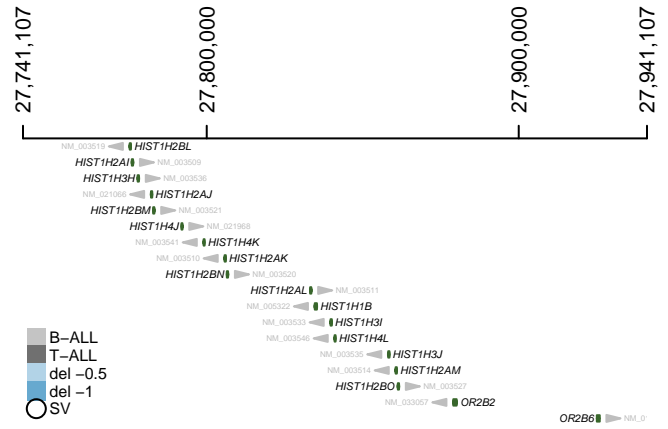 27,741,107
27,800,000
27,900,000
27,941,107
NM_003519 HIST1H2BL
HIST1H2AI NM_003509
HIST1H3H NM_003536
NM_021066 HIST1H2AJ
HIST1H2BM NM_003521
HIST1H4J NM_021968
NM_003541 HIST1H4K
NM_003510 HIST1H2AK
HIST1H2BN NM_003520
HIST1H2AL NM_003511
NM_005322 HIST1H1B
NM_003533 HIST1H3I
NM_003546 HIST1H4L
NM_003535 HIST1H3J
NM_003514 HIST1H2AM
HIST1H2BO NM_003527
NM_033057 OR2B2
OR2B6 NM_0
B−ALL
T−ALL
del −0.5
del −1
SV